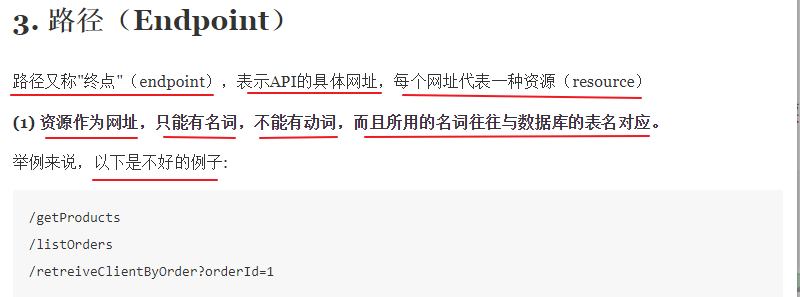 3. 路径（Endpoint）
路径又称"终点"（endpoint），表示API的具体网址，每个网址代表一种资源（resource）
(1) 资源作为网址，只能有名词，不能有动词，而且所用的名词往往与数据库的表名对应。
举例来说，以下是不好的例子:
/getProducts
/listOrders
/retreiveClientByOrder?orderId=1